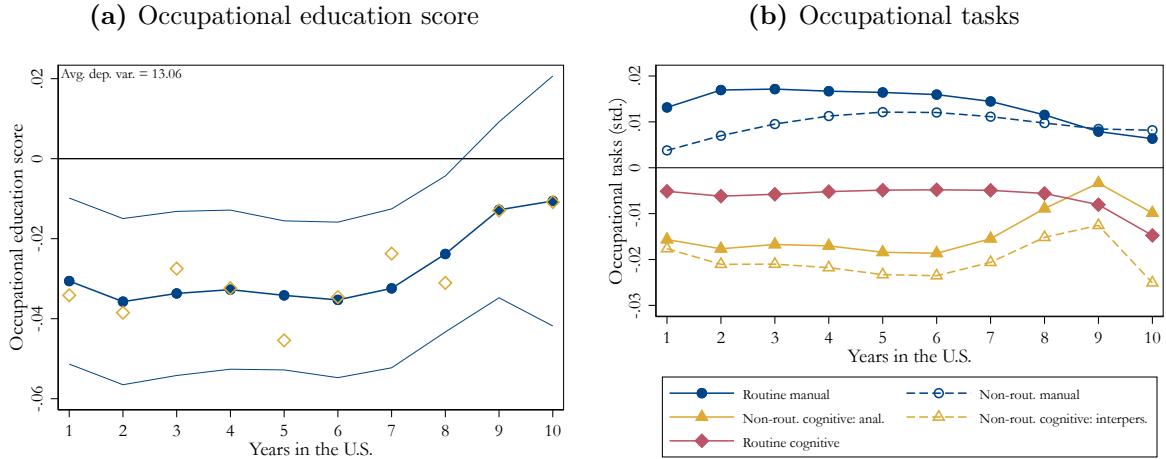 (a) Occupational education score
Avg. dep. var. = 13.06
Occupational education score
.02
0
-.02
-.04
-.06
1 2 3 4 5 6 7 8 9 10
Years in the U.S.
(b) Occupational tasks
Occupational tasks (std.)
.02
.01
0
-.01
-.02
-.03
1 2 3 4 5 6 7 8 9 10
Years in the U.S.
Routine manual
Non-rout. manual
Non-rout. cognitive: anal.
Non-rout. cognitive: interpers.
Routine cognitive